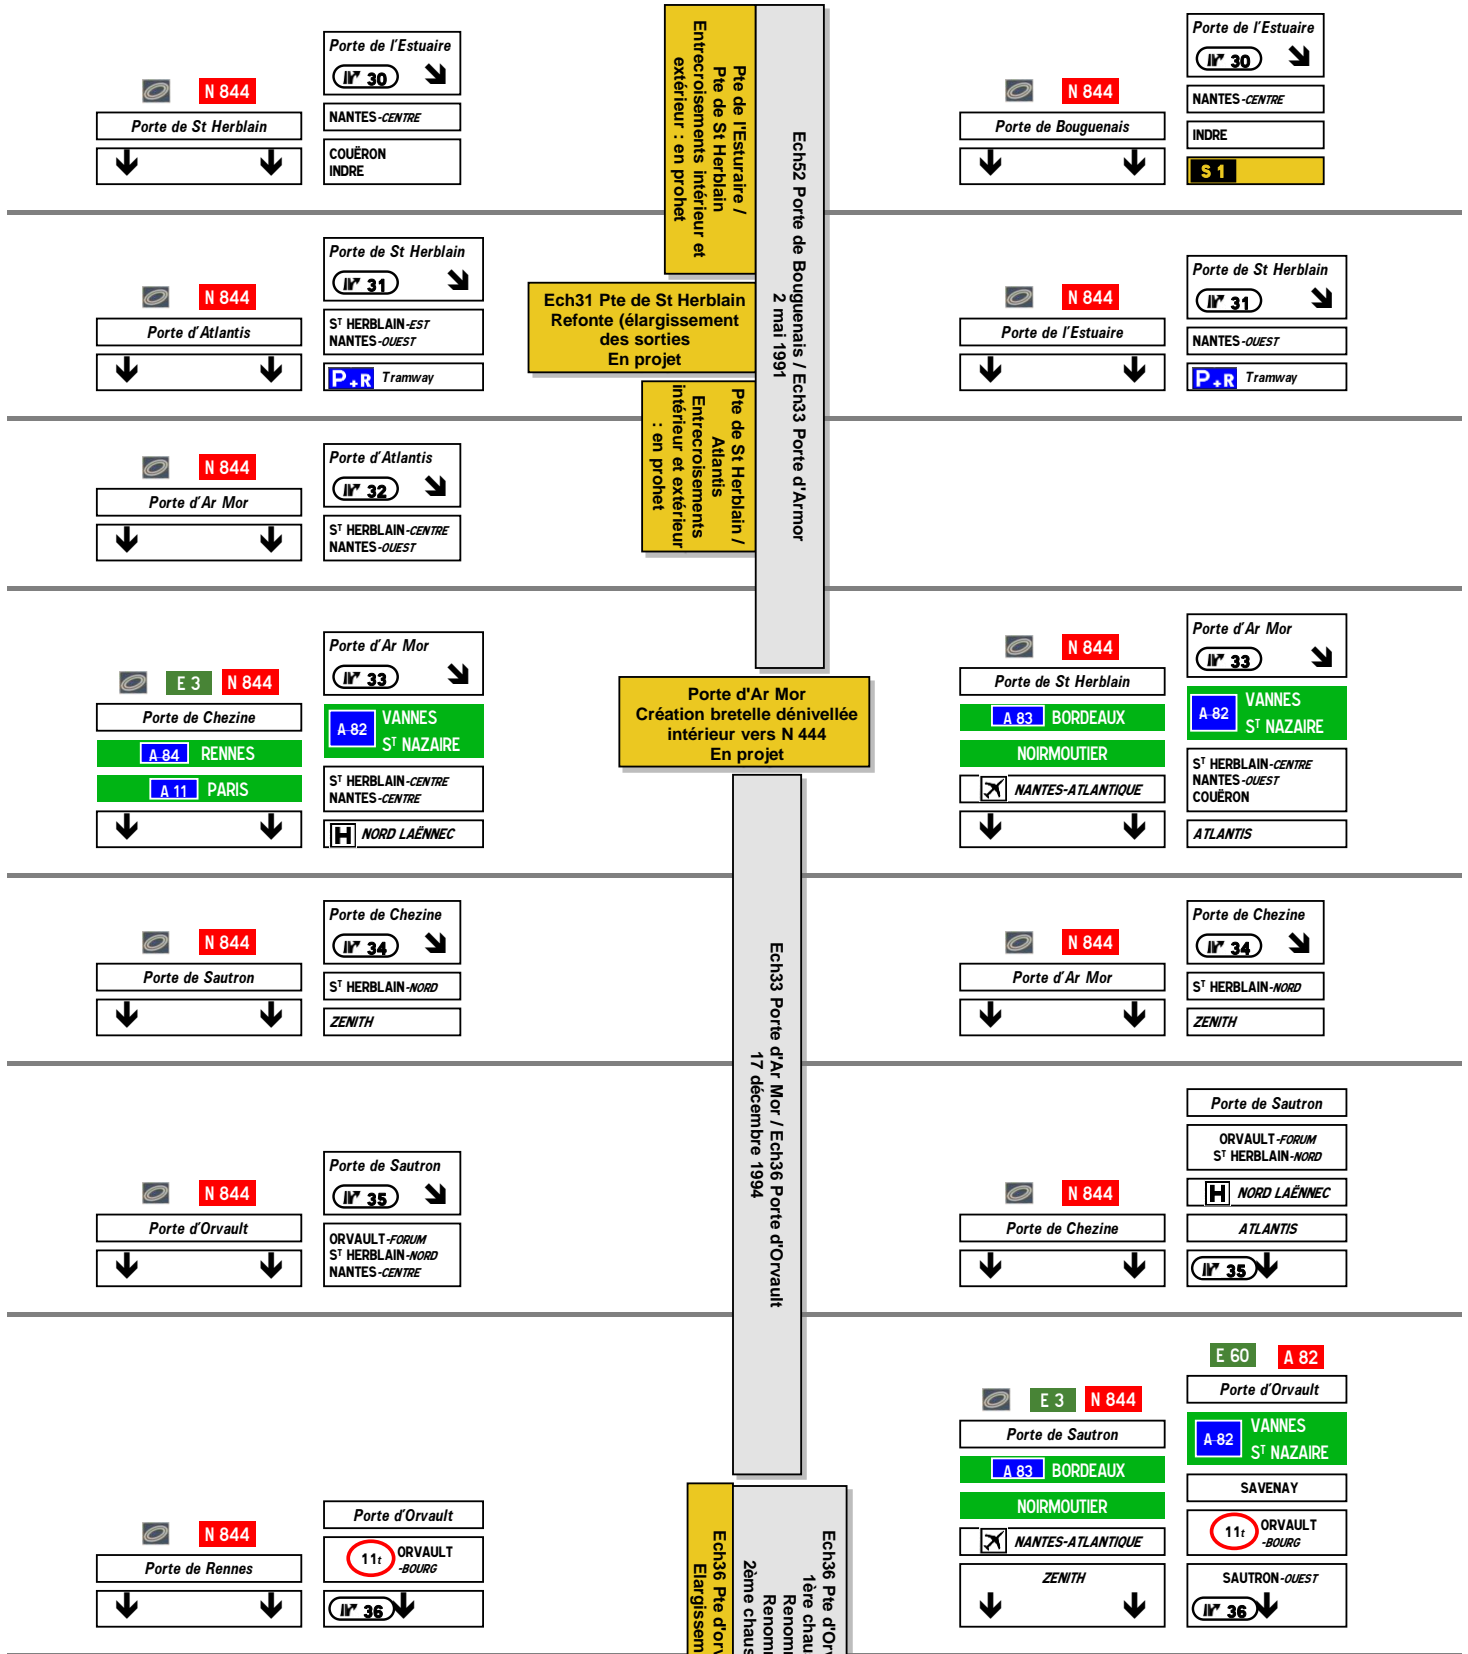 Porte de l'Estuaire
30
N 844
Porte de St Herblain
NANTES-CENTRE
COUËRON
INDRE
Pte de l'Esturaire /
Pte de St Herblain
Entrecroisements intérieur et
extérieur : en prohet
Ech52 Porte de Bouguenais / Ech33 Porte d'Armor
2 mai 1991
Porte de l'Estuaire
30
N 844
Porte de Bouguenais
NANTES-CENTRE
INDRE
S 1
Porte de St Herblain
31
N 844
Porte d'Atlantis
ST HERBLAIN-EST
NANTES-OUEST
P+R Tramway
Ech31 Pte de St Herblain
Refonte (élargissement
des sorties
En projet
Porte de St Herblain
31
N 844
Porte de l'Estuaire
NANTES-OUEST
P+R Tramway
Porte d'Atlantis
32
N 844
Porte d'Ar Mor
ST HERBLAIN-CENTRE
NANTES-OUEST
Pte de St Herblain /
Atlantis
Entrecroisements
intérieur et extérieur
: en prohet
Porte d'Ar Mor
33
E 3 N 844
Porte de Chezine
A 84 RENNES
A 11 PARIS
A 82 VANNES
ST NAZAIRE
ST HERBLAIN-CENTRE
NANTES-CENTRE
H NORD LAËNNEC
Porte d'Ar Mor
Création bretelle dénivellée
intérieur vers N 444
En projet
Porte d'Ar Mor
33
N 844
Porte de St Herblain
A 83 BORDEAUX
NOIRMOUTIER
NANTES-ATLANTIQUE
A 82 VANNES
ST NAZAIRE
ST HERBLAIN-CENTRE
NANTES-OUEST
COUËRON
ATLANTIS
Ech33 Porte d'Ar Mor / Ech36 Porte d'Orvault
17 décembre 1994
Porte de Chezine
34
N 844
Porte de Sautron
ST HERBLAIN-NORD
ZENITH
Porte de Chezine
34
N 844
Porte d'Ar Mor
ST HERBLAIN-NORD
ZENITH
Porte de Sautron
35
N 844
Porte d'Orvault
ORVAULT-FORUM
ST HERBLAIN-NORD
NANTES-CENTRE
Porte de Sautron
ORVAULT-FORUM
ST HERBLAIN-NORD
H NORD LAËNNEC
ATLANTIS
35
N 844
Porte de Chezine
N 844
Porte de Rennes
Porte d'Orvault
11t ORVAULT
-BOURG
36
Ech36 Pte d'orv
Elargissem
Ech36 Pte d'Orv
1ère chau
Renomm
Renomm
2ème chaus
E 3 N 844
Porte de Sautron
A 83 BORDEAUX
NOIRMOUTIER
NANTES-ATLANTIQUE
ZENITH
E 60 A 82
Porte d'Orvault
A 82 VANNES
ST NAZAIRE
SAVENAY
11t ORVAULT
-BOURG
SAUTRON-OUEST
36